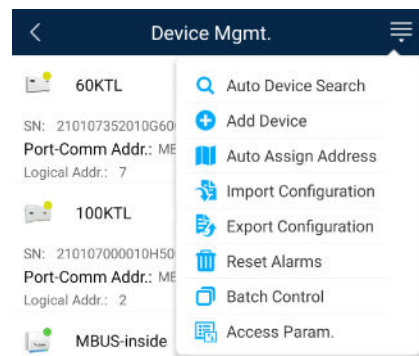 Device Mgmt.
60KTL
SN: 210107352010G60
Port-Comm Addr.: ME
Logical Addr.: 7
100KTL
SN: 210107000010H50
Port-Comm Addr.: ME
Logical Addr.: 2
MBUS-inside
Auto Device Search
Add Device
Auto Assign Address
Import Configuration
Export Configuration
Reset Alarms
Batch Control
Access Param.